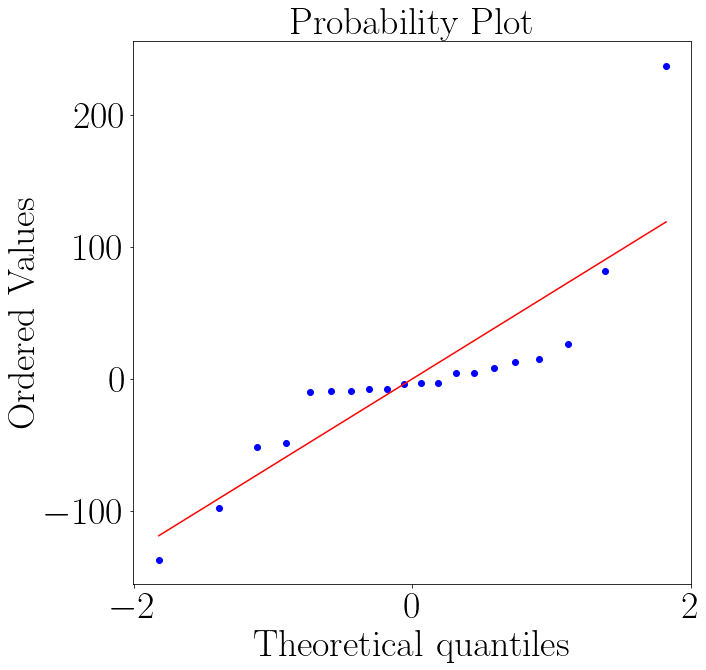 Probability Plot
200
100
0
−100
Ordered Values
−2 0 2
Theoretical quantiles